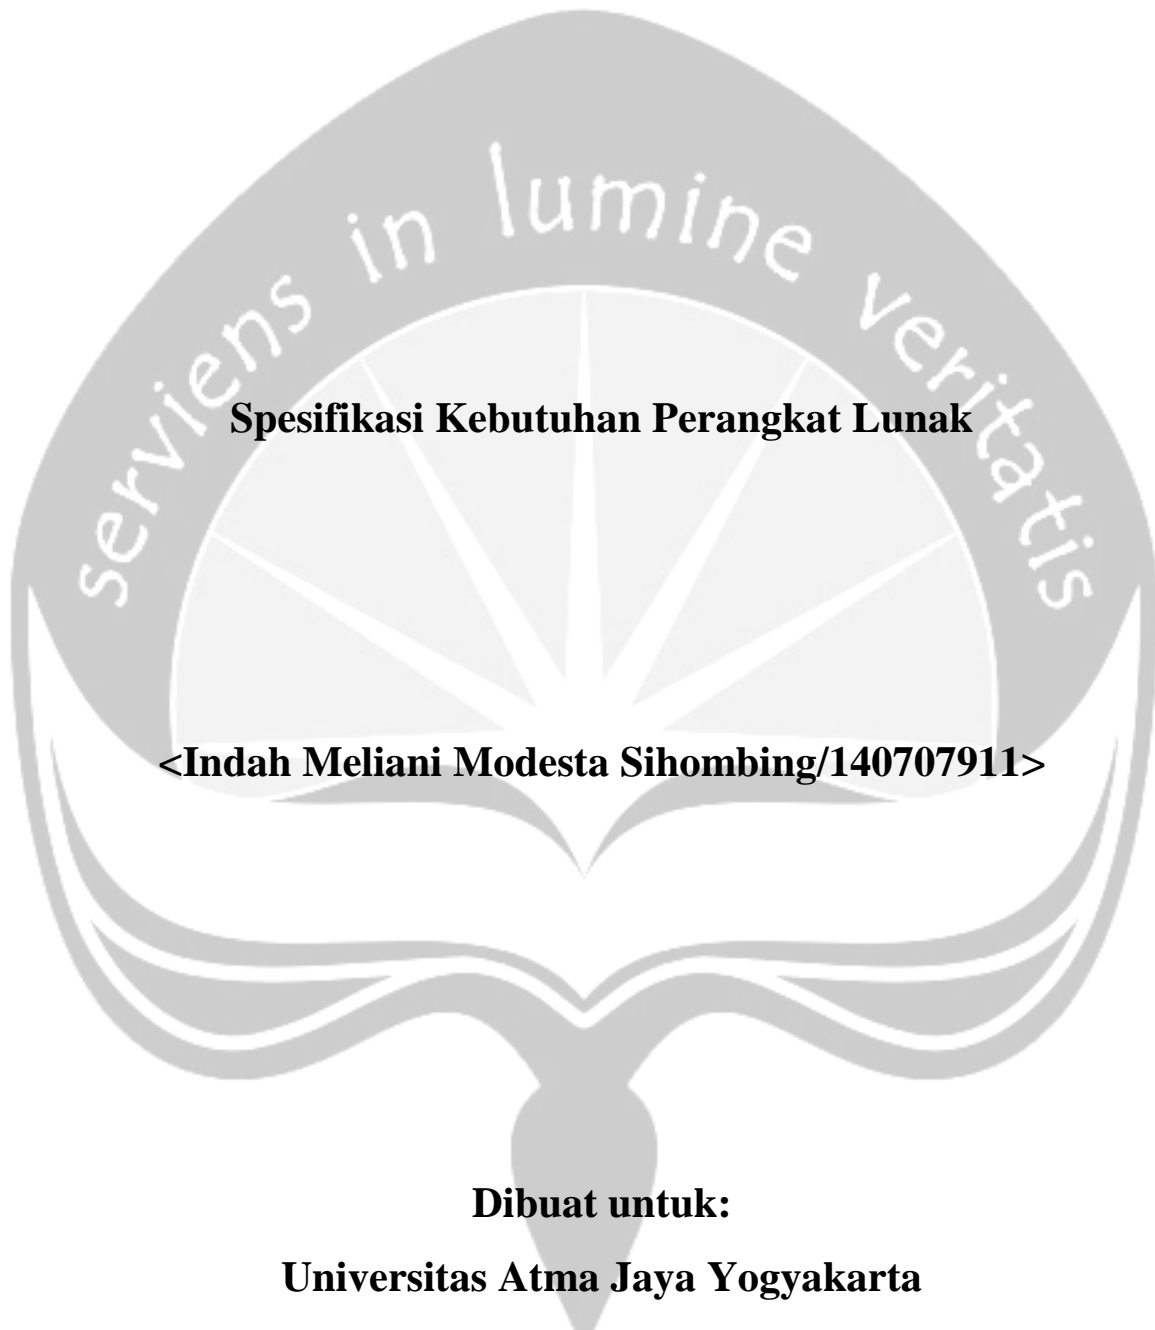 serviens in lumine veritatis
Spesifikasi Kebutuhan Perangkat Lunak
<Indah Meliani Modesta Sihombing/140707911>
Dibuat untuk:
Universitas Atma Jaya Yogyakarta